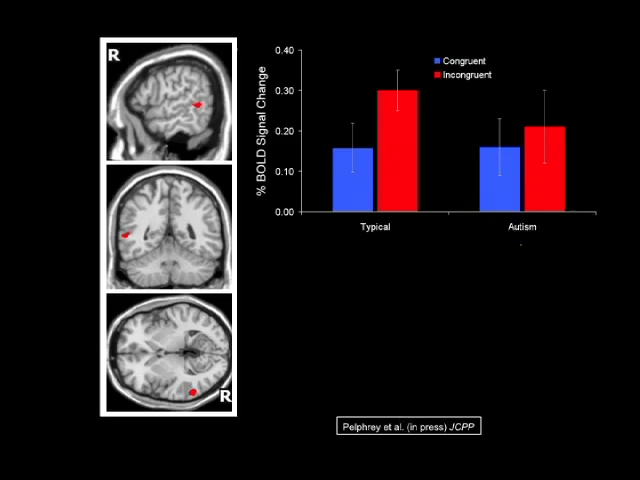 R
R
0.40
0.30
0.20
0.10
0.00
% BOLD Signal Change
Congruent
Incongruent
Typical
Autism
Pelphrey et al. (in press) JCPP